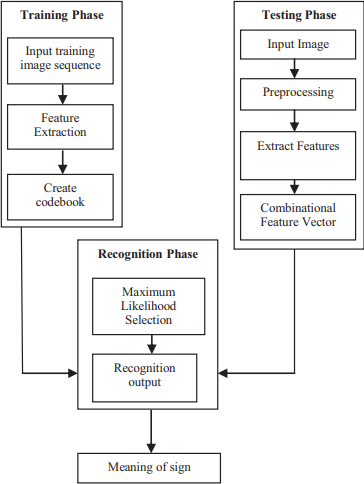 Training Phase
Input training
image sequence
Feature
Extraction
Create
codebook
Testing Phase
Input Image
Preprocessing
Extract Features
Combinational
Feature Vector
Recognition Phase
Maximum
Likelihood
Selection
Recognition
output
Meaning of sign